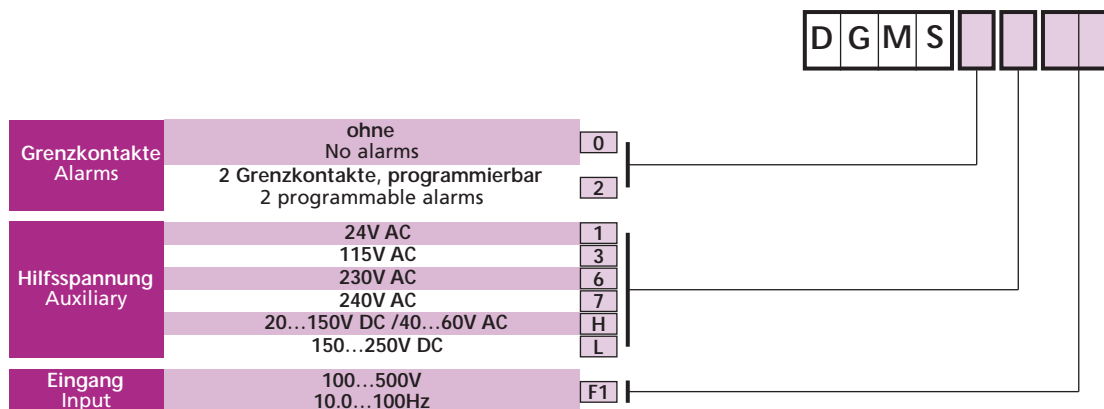 DGMS
ohne
No alarms
0
Grenzkontakte
Alarms
2 Grenzkontakte, programmierbar
2 programmable alarms
2
24V AC
1
115V AC
3
Hilfsspannung
Auxiliary
230V AC
6
240V AC
7
20...150V DC /40...60V AC
H
150...250V DC
L
Eingang
Input
100...500V
10.0...100Hz
F1